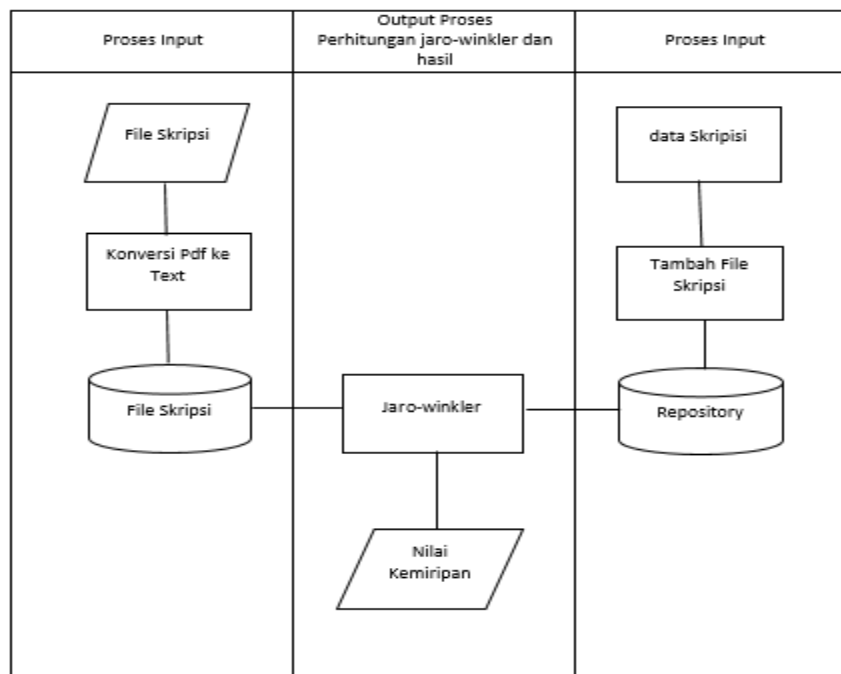 Proses Input
Output Proses
Perhitungan jaro-winkler dan
hasil
Proses Input
File Skripsi
Konversi Pdf ke
Text
File Skripsi
Jaro-winkler
Nilai
Kemiripan
data Skripisi
Tambah File
Skripsi
Repository